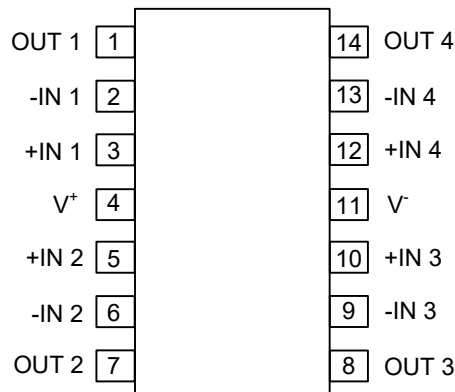 OUT 1 1 14 OUT 4
-IN 1 2 13 -IN 4
+IN 1 3 12 +IN 4
V+ 4 11 V-
+IN 2 5 10 +IN 3
-IN 2 6 9 -IN 3
OUT 2 7 8 OUT 3